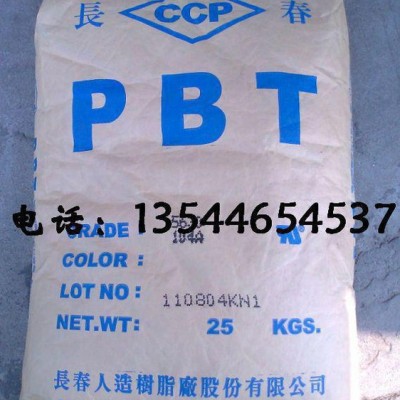 長 CCP 春
PBT
电话：13544654537
GRADE
104A
COLOR :
LOT NO : 110804KN1
NET.WT: 25 KGS.
長春人造樹脂廠股份有限公司